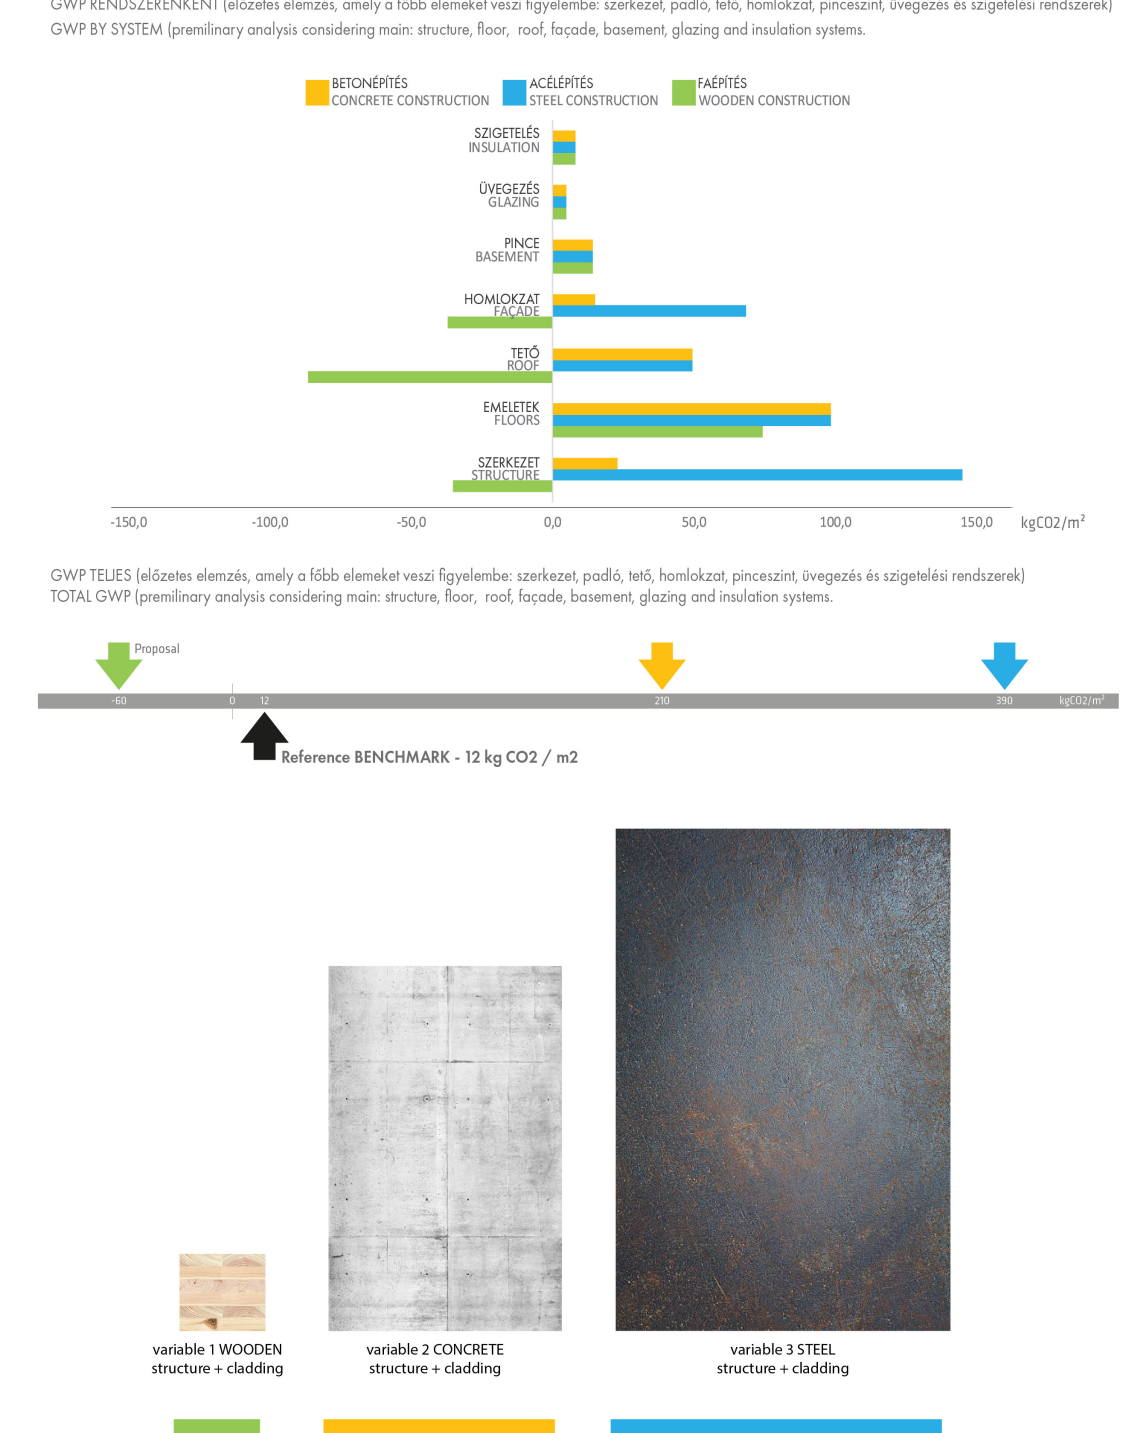 GWP RENDSZERENKÉNT (előzetes elemzés, amely a főbb elemeket veszi figyelembe: szerkezet, padló, tető, homlokzat, pinceszint, üvegezés és szigetelési rendszerek)
GWP BY SYSTEM (premilinary analysis considering main: structure, floor, roof, façade, basement, glazing and insulation systems.
BETONÉPÍTÉS
CONCRETE CONSTRUCTION
ACÉLÉPÍTÉS
STEEL CONSTRUCTION
FAÉPÍTÉS
WOODEN CONSTRUCTION
SZIGETELÉS
INSULATION
ÜVEGEZÉS
GLAZING
PINCE
BASEMENT
HOMLOKZAT
FAÇADE
TETŐ
ROOF
EMELETEK
FLOORS
SZERKEZET
STRUCTURE
-150,0 -100,0 -50,0 0,0 50,0 100,0 150,0 kgCO2/m²
GWP TELJES (előzetes elemzés, amely a főbb elemeket veszi figyelembe: szerkezet, padló, tető, homlokzat, pinceszint, üvegezés és szigetelési rendszerek)
TOTAL GWP (premilinary analysis considering main: structure, floor, roof, façade, basement, glazing and insulation systems.
Proposal
-60 0 12 210 390 kgCO2/m²
Reference BENCHMARK - 12 kg CO2 / m2
variable 1 WOODEN
structure + cladding
variable 2 CONCRETE
structure + cladding
variable 3 STEEL
structure + cladding